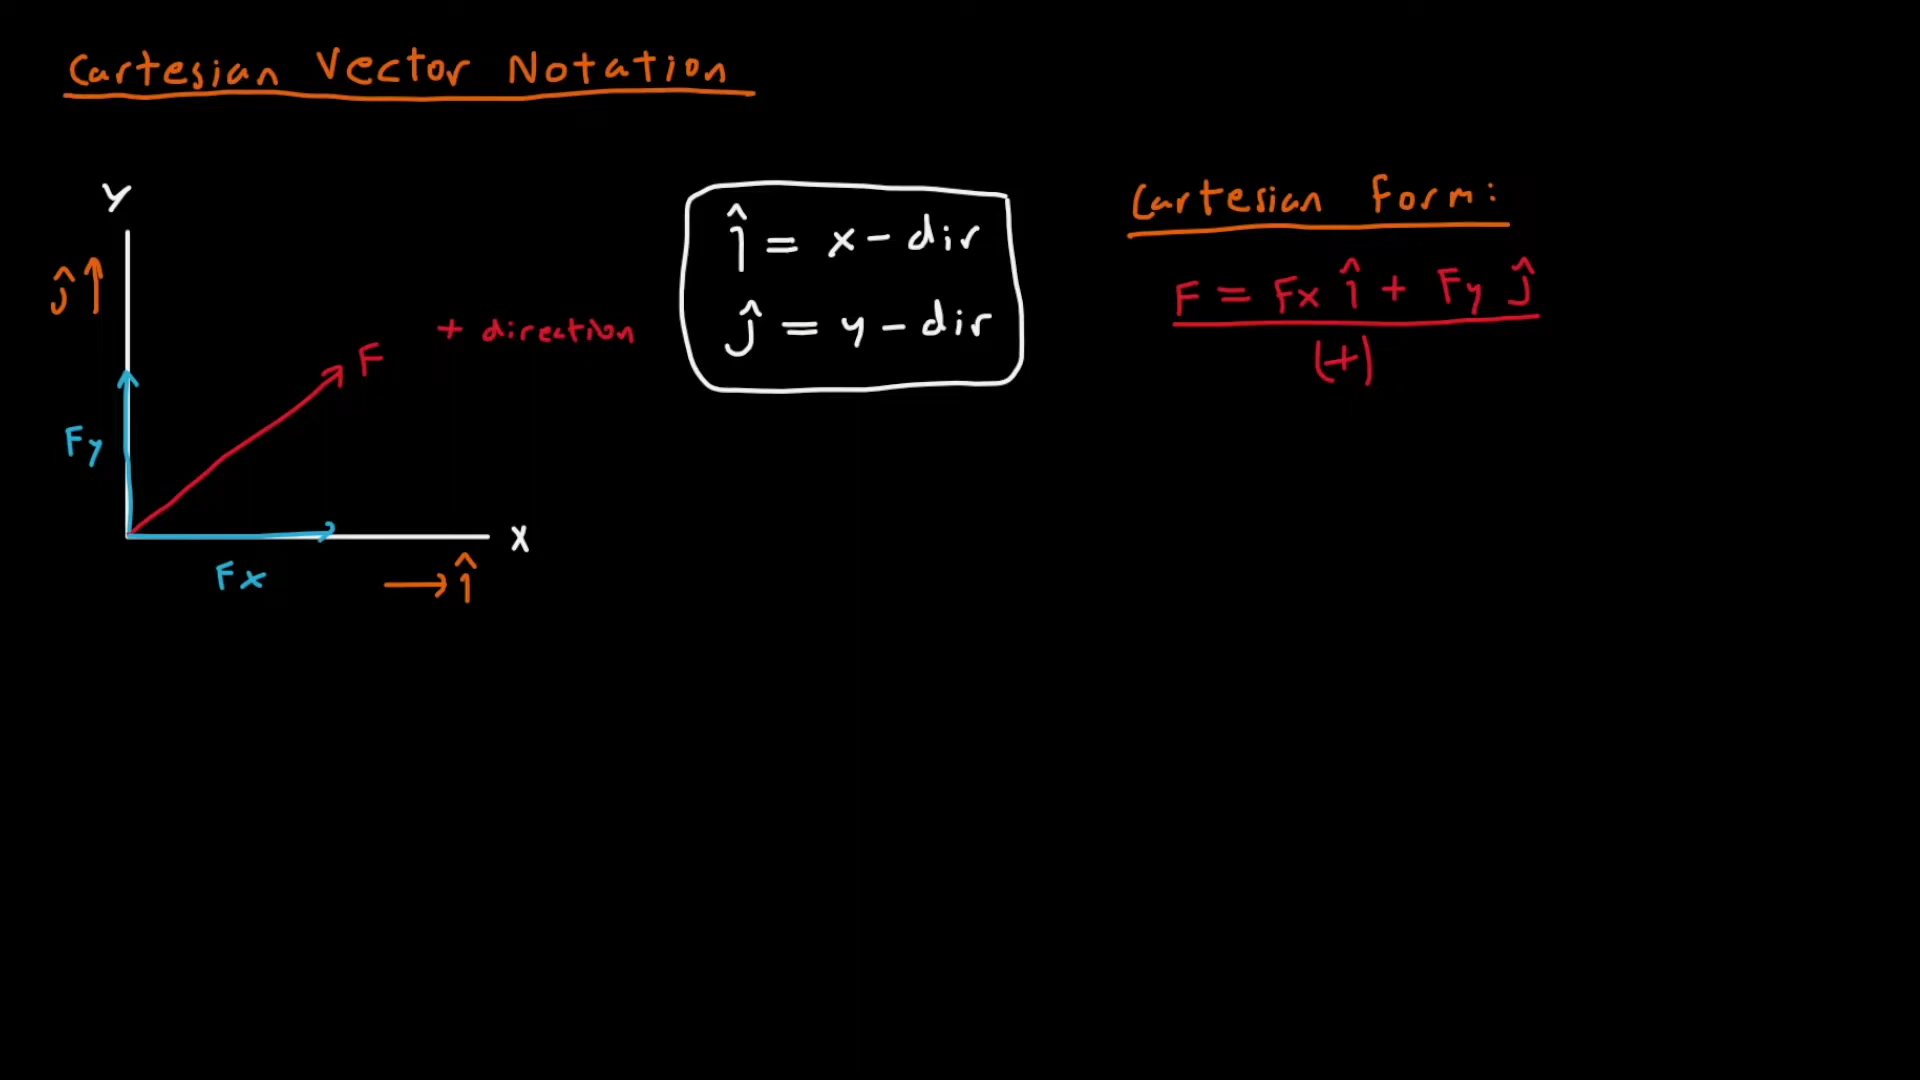 Cartesian Vector Notation
Y
ĵ
F
+ direction
Fy
X
Fx
î
î = x - dir
ĵ = y - dir
Cartesian form:
F = Fx î + Fy ĵ
(+)